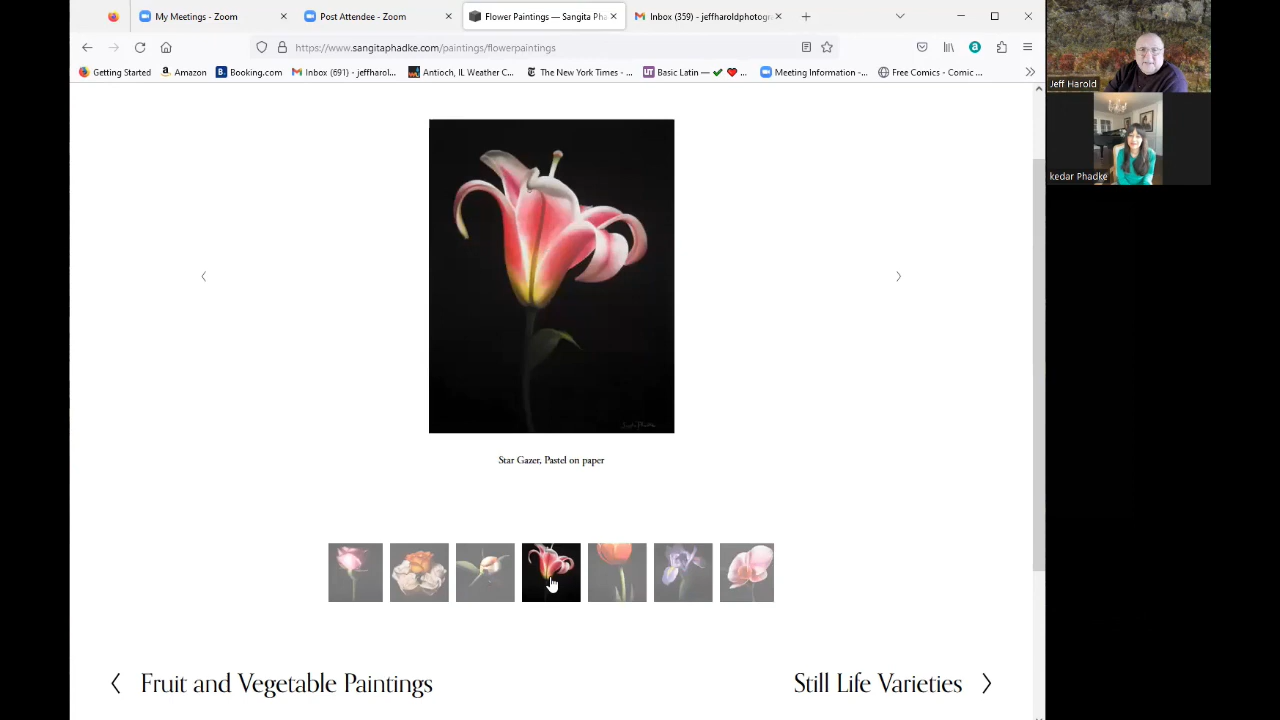 My Meetings - Zoom
Post Attendee - Zoom
Flower Paintings — Sangita Pha
Inbox (359) - jeffharoldphotogr
https://www.sangitaphadke.com/paintings/flowerpaintings
Getting Started
Amazon
Booking.com
Inbox (691) - jeffharol...
Antioch, IL Weather C...
The New York Times - ...
Basic Latin — ✔ ❤ ...
Meeting Information -...
Free Comics - Comic ...
Jeff Harold
kedar Phadke
Star Gazer, Pastel on paper
Fruit and Vegetable Paintings
Still Life Varieties